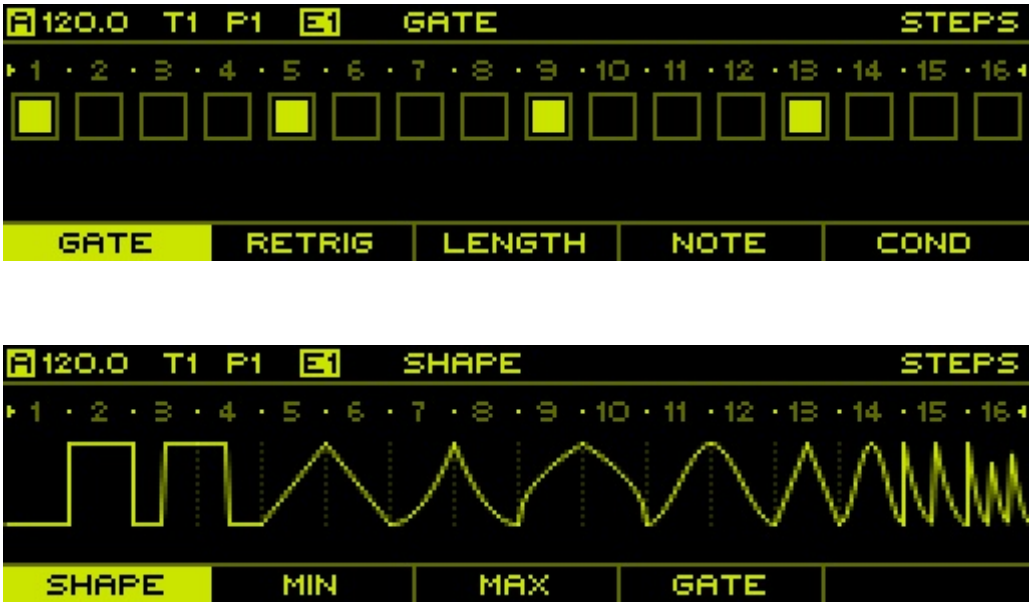 A 120.0 T1 P1 E1 GATE STEPS
1 2 3 4 5 6 7 8 9 10 11 12 13 14 15 16
GATE RETRIG LENGTH NOTE COND
A 120.0 T1 P1 E1 SHAPE STEPS
1 2 3 4 5 6 7 8 9 10 11 12 13 14 15 16
SHAPE MIN MAX GATE